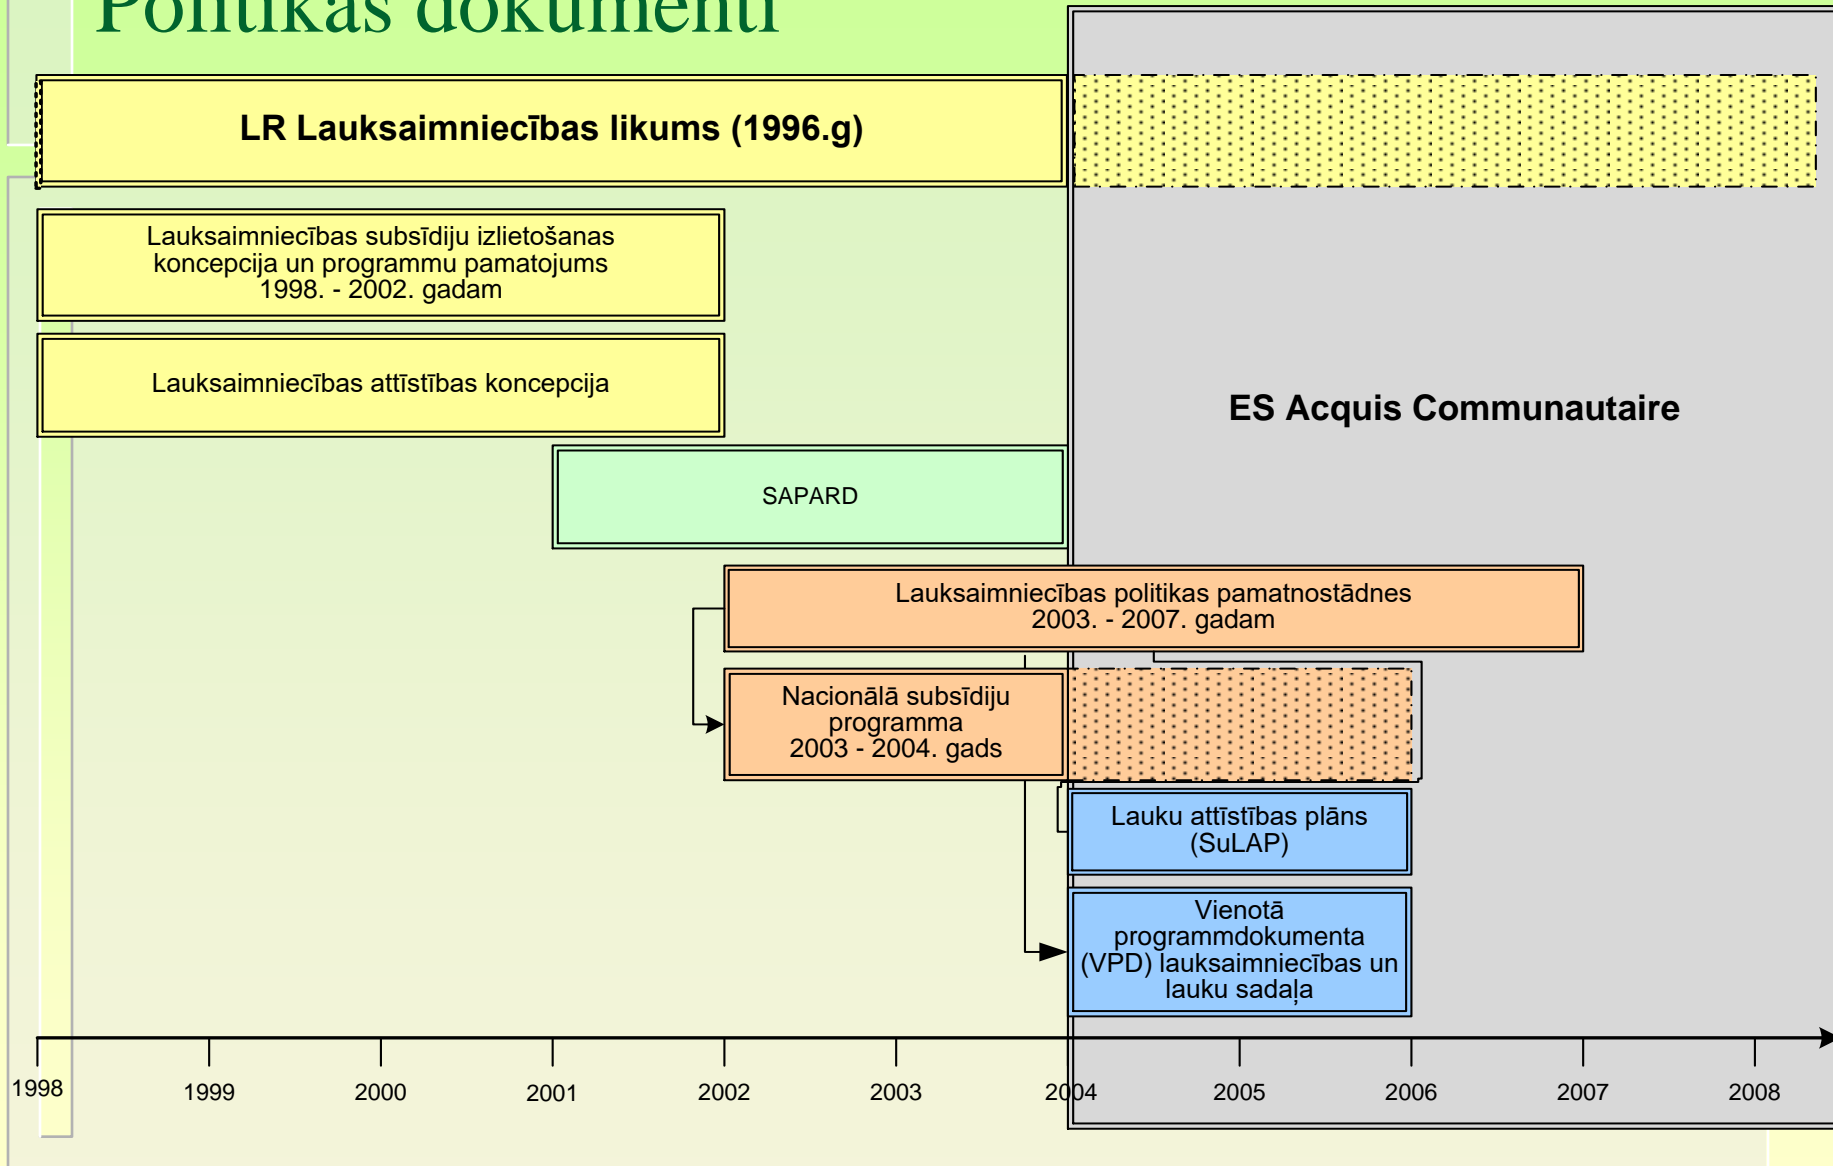 Politikas dokumenti
LR Lauksaimniecības likums (1996.g)
Lauksaimniecības subsīdiju izlietošanas
koncepcija un programmu pamatojums
1998. - 2002. gadam
Lauksaimniecības attīstības koncepcija
ES Acquis Communautaire
SAPARD
Lauksaimniecības politikas pamatnostādnes
2003. - 2007. gadam
Nacionālā subsīdiju
programma
2003 - 2004. gads
Lauku attīstības plāns
(SuLAP)
Vienotā
programmdokumenta
(VPD) lauksaimniecības un
lauku sadaļa
1998 1999 2000 2001 2002 2003 2004 2005 2006 2007 2008